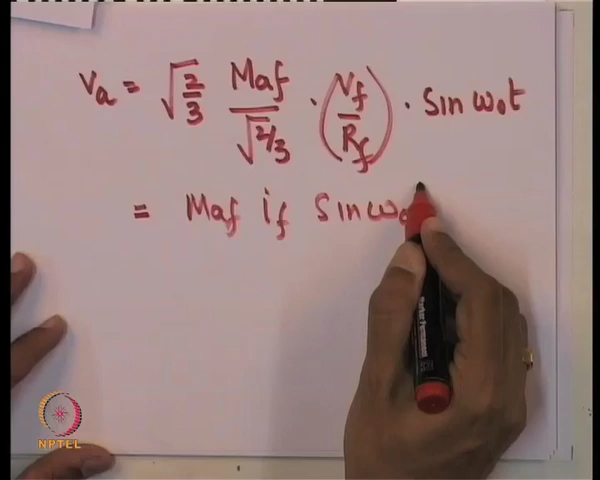 Va = √2/3 Maf/√2/3 · (Vf/Rf) · Sin ω₀t
= Maf if Sin ω₀
NPTEL